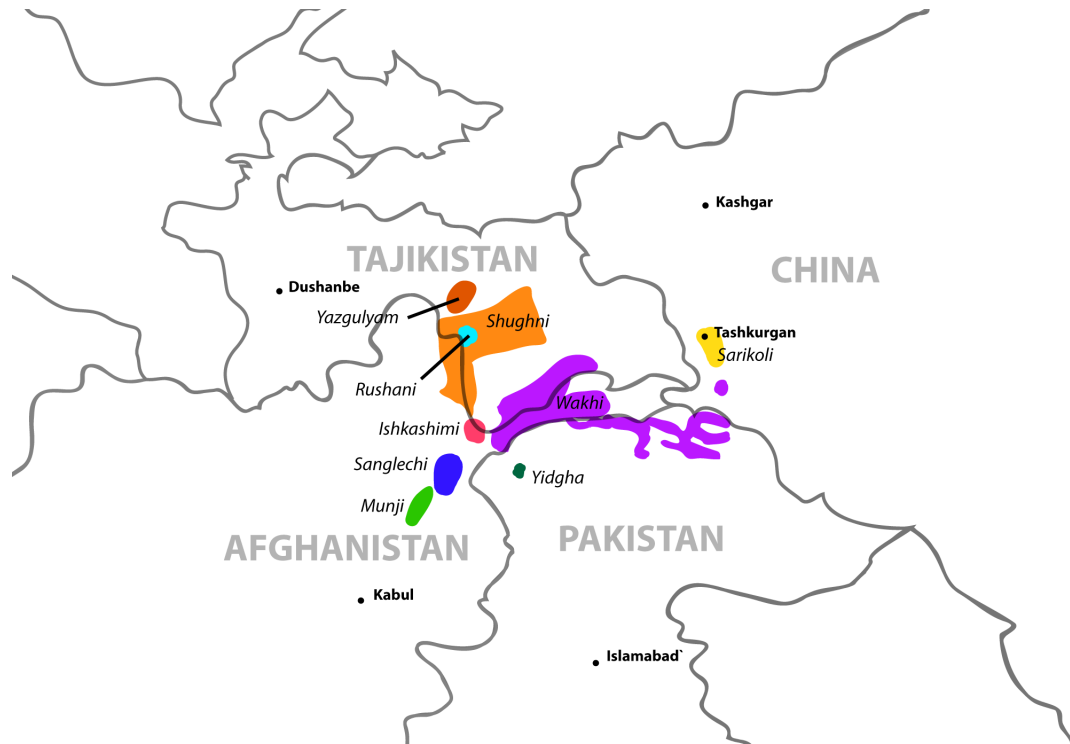 Kashgar
TAJIKISTAN
CHINA
Dushanbe
Yazgulyam
Shughni
Tashkurgan
Sarikoli
Rushani
Wakhi
Ishkashimi
Sanglechi
Yidgha
Munji
AFGHANISTAN
PAKISTAN
Kabul
Islamabad`